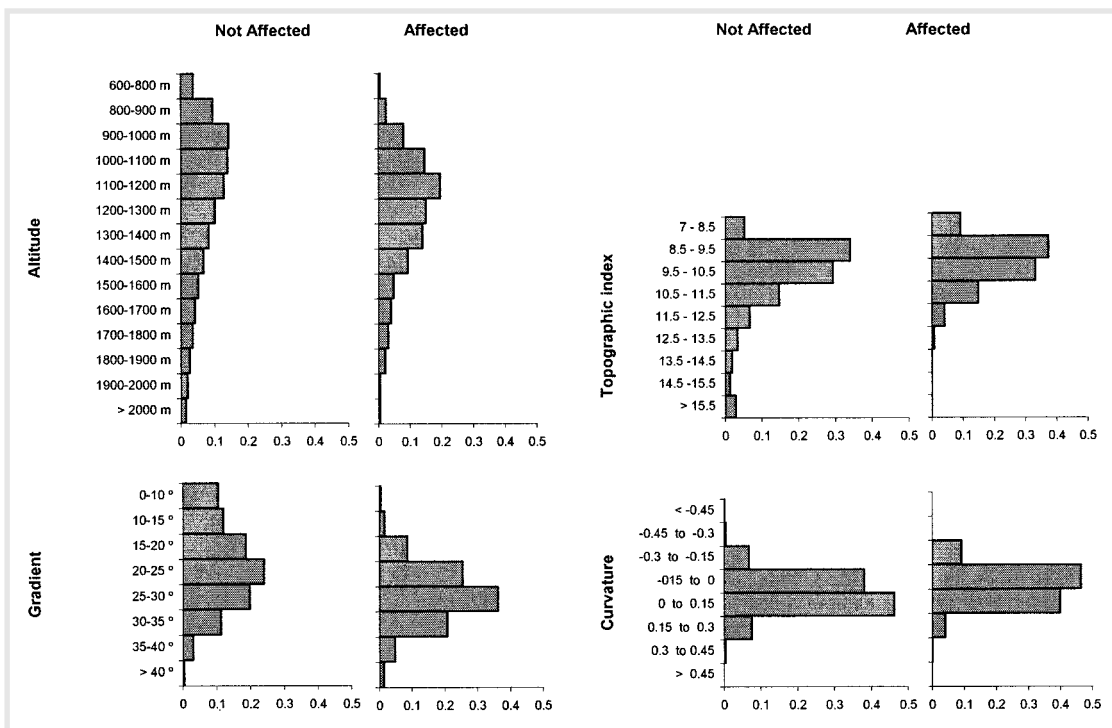 Not Affected Affected
Altitude
600-800 m
800-900 m
900-1000 m
1000-1100 m
1100-1200 m
1200-1300 m
1300-1400 m
1400-1500 m
1500-1600 m
1600-1700 m
1700-1800 m
1800-1900 m
1900-2000 m
> 2000 m
0 0.1 0.2 0.3 0.4 0.5 0 0.1 0.2 0.3 0.4 0.5
Gradient
0-10 º
10-15 º
15-20 º
20-25 º
25-30 º
30-35 º
35-40 º
> 40 º
0 0.1 0.2 0.3 0.4 0.5 0 0.1 0.2 0.3 0.4 0.5
Not Affected Affected
Topographic index
7 - 8.5
8.5 - 9.5
9.5 - 10.5
10.5 - 11.5
11.5 - 12.5
12.5 - 13.5
13.5 - 14.5
14.5 - 15.5
> 15.5
0 0.1 0.2 0.3 0.4 0.5 0 0.1 0.2 0.3 0.4 0.5
Curvature
< -0.45
-0.45 to -0.3
-0.3 to -0.15
-015 to 0
0 to 0.15
0.15 to 0.3
0.3 to 0.45
> 0.45
0 0.1 0.2 0.3 0.4 0.5 0 0.1 0.2 0.3 0.4 0.5